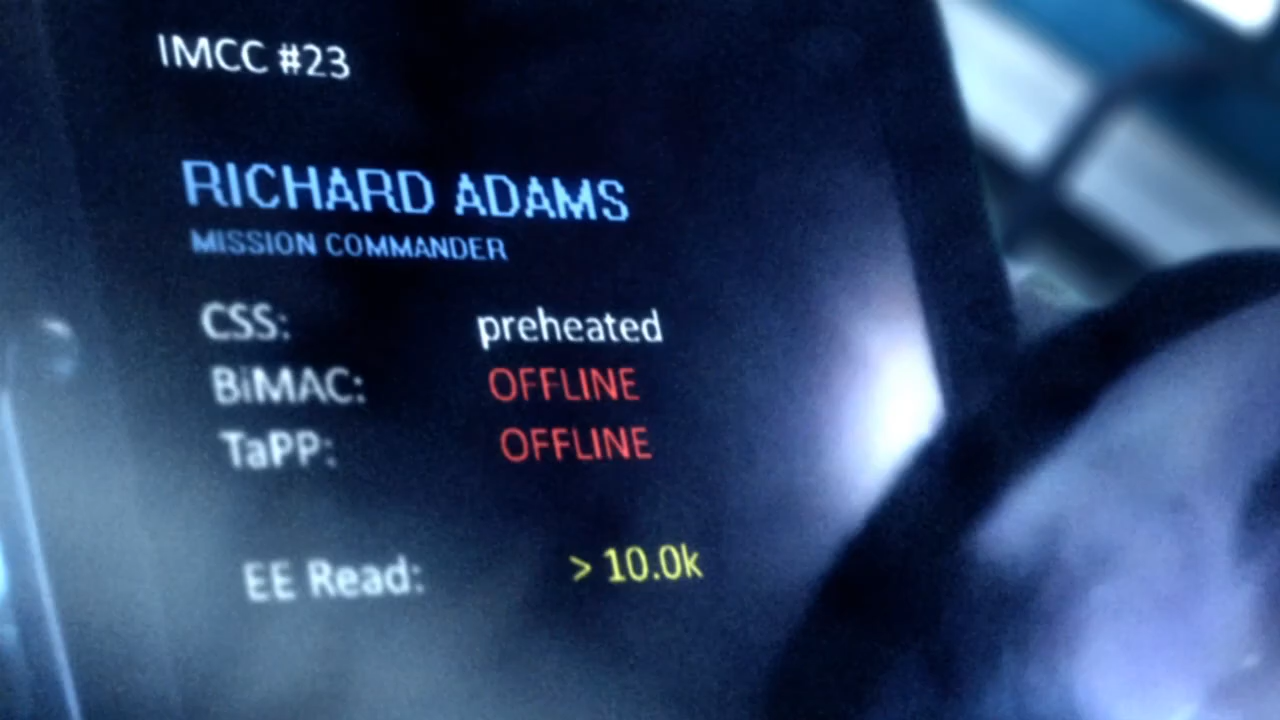 IMCC #23
RICHARD ADAMS
MISSION COMMANDER
CSS: preheated
BiMAC: OFFLINE
TaPP: OFFLINE
EE Read: > 10.0k